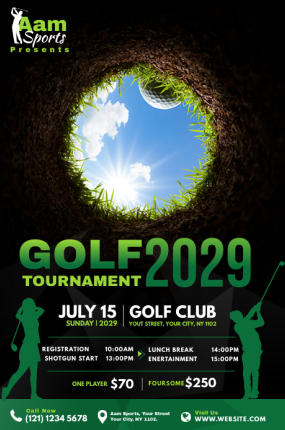 Aam
Sports
Presents
GOLF 2029
TOURNAMENT
JULY 15 | GOLF CLUB
SUNDAY | 2029 YOUT STREET, YOUR CITY, NY 1102
REGISTRATION 10:00AM LUNCH BREAK 14:00PM
SHOTGUN START 13:00PM ENERTAINMENT 15:00PM
ONE PLAYER $70 FOURSOME $250
Call Now
(121) 1234 5678
Aam Sports, Your Street
Your City, NY 1102.
Visit Us
WWW.WEBSITE.COM